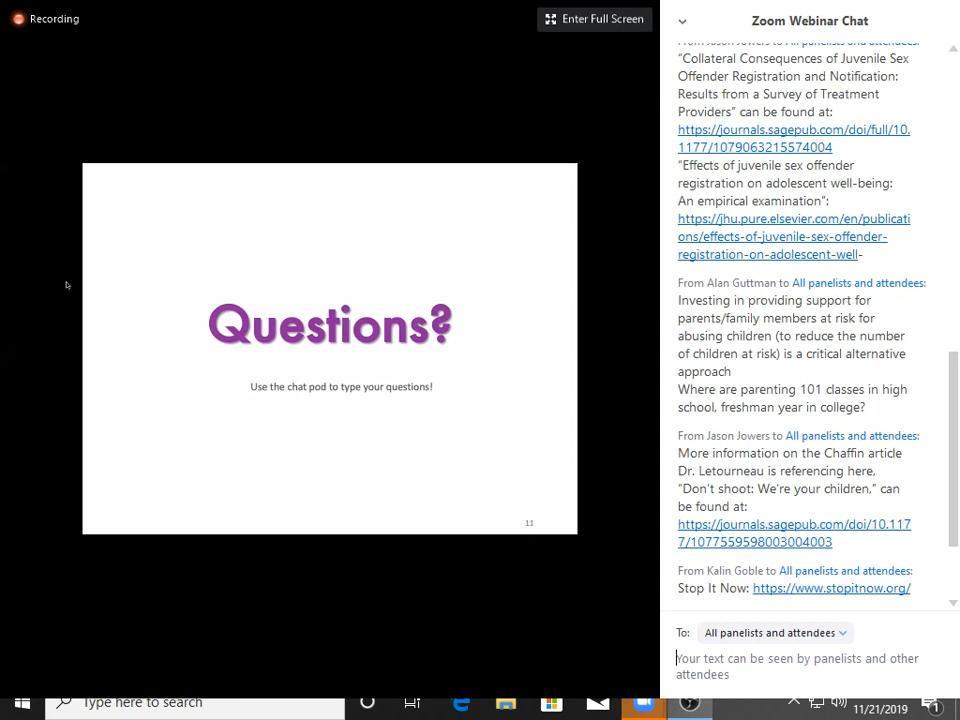 Recording
Enter Full Screen
Zoom Webinar Chat
From Jason Jowers to All panelists and attendees:
"Collateral Consequences of Juvenile Sex
Offender Registration and Notification:
Results from a Survey of Treatment
Providers" can be found at:
https://journals.sagepub.com/doi/full/10.
1177/1079063215574004
"Effects of juvenile sex offender
registration on adolescent well-being:
An empirical examination":
https://jhu.pure.elsevier.com/en/publicati
ons/effects-of-juvenile-sex-offender-
registration-on-adolescent-well-
From Alan Guttman to All panelists and attendees:
Investing in providing support for
parents/family members at risk for
abusing children (to reduce the number
of children at risk) is a critical alternative
approach
Where are parenting 101 classes in high
school, freshman year in college?
From Jason Jowers to All panelists and attendees:
More information on the Chaffin article
Dr. Letourneau is referencing here,
"Don't shoot: We're your children," can
be found at:
https://journals.sagepub.com/doi/10.117
7/1077559598003004003
From Kalin Goble to All panelists and attendees:
Stop It Now: https://www.stopitnow.org/
Questions?
Use the chat pod to type your questions!
11
To: All panelists and attendees
Your text can be seen by panelists and other
attendees
Type here to search
11/21/2019
1